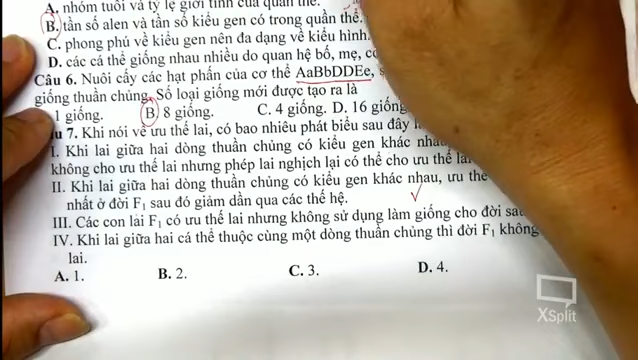 A. nhóm tuổi và tỷ lệ giới tính của quần thể.
B. tần số alen và tần số kiểu gen có trong quần thể.
C. phong phú về kiểu gen nên đa dạng về kiểu hình.
D. các cá thể giống nhau nhiều do quan hệ bố, mẹ,
Câu 6. Nuôi cấy các hạt phấn của cơ thể AaBbDDEe,
giống thuần chủng. Số loại giống mới được tạo ra là
1 giống. B. 8 giống. C. 4 giống. D. 16 giống
7. Khi nói về ưu thế lai, có bao nhiêu phát biểu sau đây
I. Khi lai giữa hai dòng thuần chủng có kiểu gen khác
không cho ưu thế lai nhưng phép lai nghịch lại có thể cho ưu thế
II. Khi lai giữa hai dòng thuần chủng có kiểu gen khác nhau, ưu thế
nhất ở đời F₁ sau đó giảm dần qua các thế hệ.
III. Các con lai F₁ có ưu thế lai nhưng không sử dụng làm giống cho đời
IV. Khi lai giữa hai cá thể thuộc cùng một dòng thuần chủng thì đời F₁ không
lai.
A. 1. B. 2. C. 3. D. 4.
XSplit